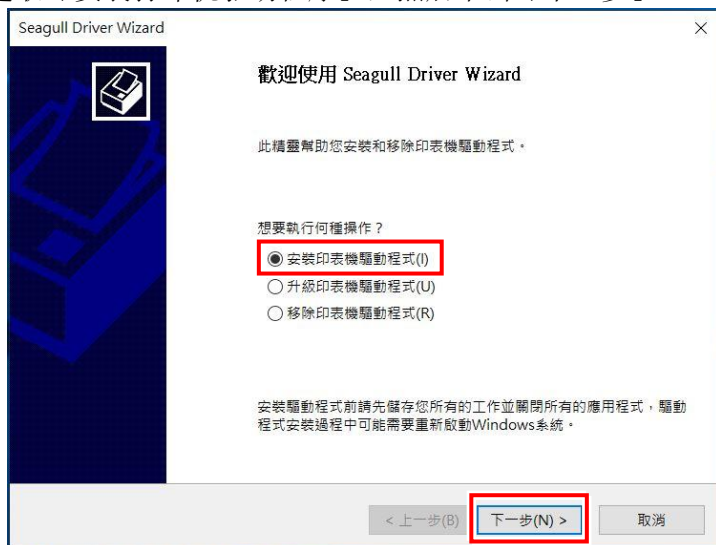 Seagull Driver Wizard
歡迎使用 Seagull Driver Wizard
此精靈幫助您安裝和移除印表機驅動程式。
想要執行何種操作？
安裝印表機驅動程式(I)
升級印表機驅動程式(U)
移除印表機驅動程式(R)
安裝驅動程式前請先儲存您所有的工作並關閉所有的應用程式，驅動
程式安裝過程中可能需要重新啟動Windows系統。
< 上一步(B)
下一步(N) >
取消